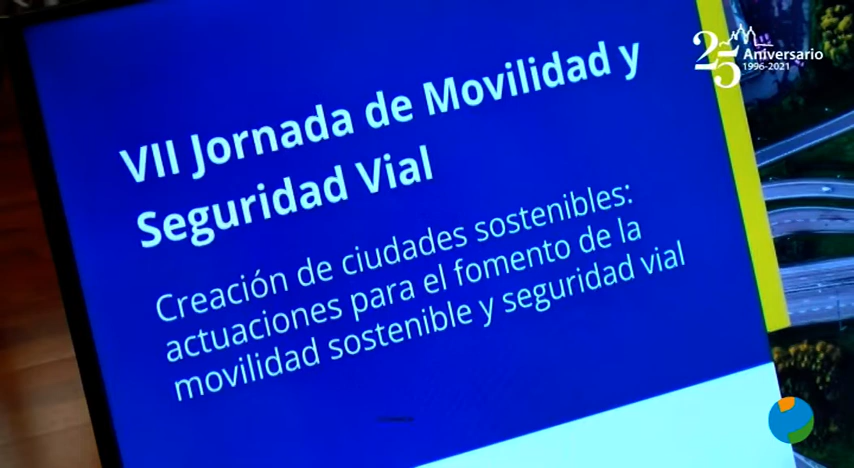 25 Aniversario
1996-2021
VII Jornada de Movilidad y
Seguridad Vial
Creación de ciudades sostenibles:
actuaciones para el fomento de la
movilidad sostenible y seguridad vial